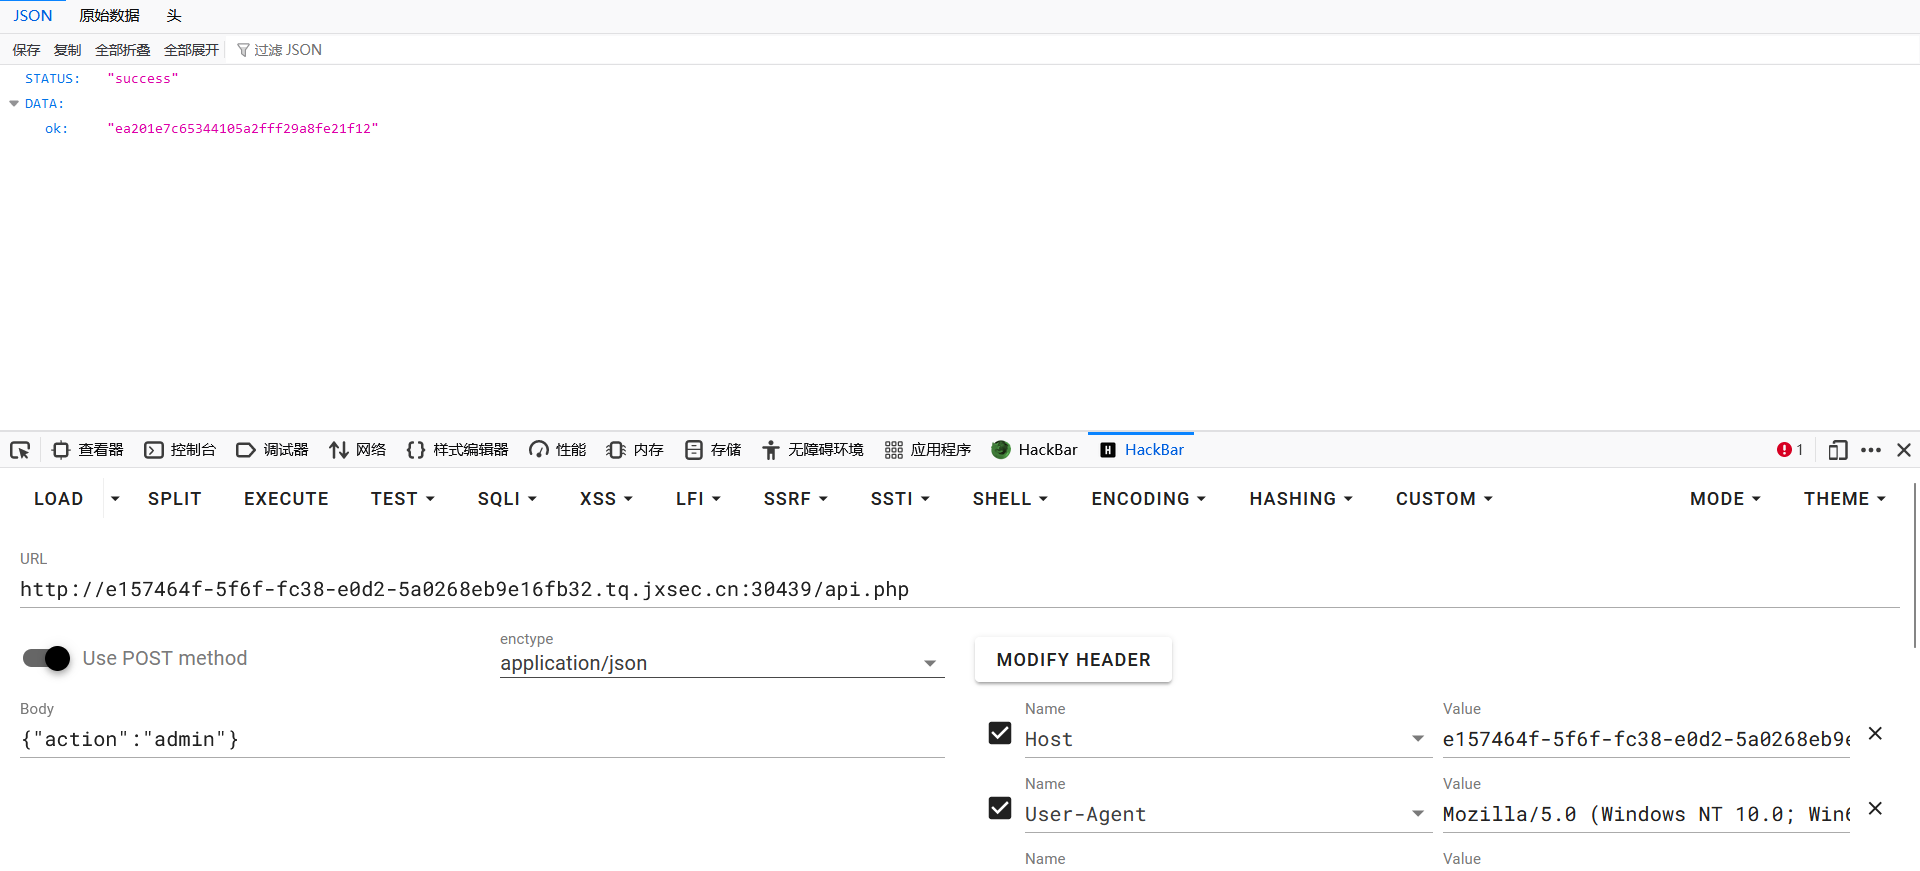 JSON 原始数据 头
保存 复制 全部折叠 全部展开 过滤 JSON
STATUS: "success"
DATA:
ok: "ea201e7c65344105a2fff29a8fe21f12"
查看器 控制台 调试器 网络 样式编辑器 性能 内存 存储 无障碍环境 应用程序 HackBar HackBar 1
LOAD SPLIT EXECUTE TEST SQLI XSS LFI SSRF SSTI SHELL ENCODING HASHING CUSTOM MODE THEME
URL
http://e157464f-5f6f-fc38-e0d2-5a0268eb9e16fb32.tq.jxsec.cn:30439/api.php
Use POST method
enctype
application/json
MODIFY HEADER
Body
{"action":"admin"}
Name Value
Host e157464f-5f6f-fc38-e0d2-5a0268eb9e
Name Value
User-Agent Mozilla/5.0 (Windows NT 10.0; Win6
Name Value